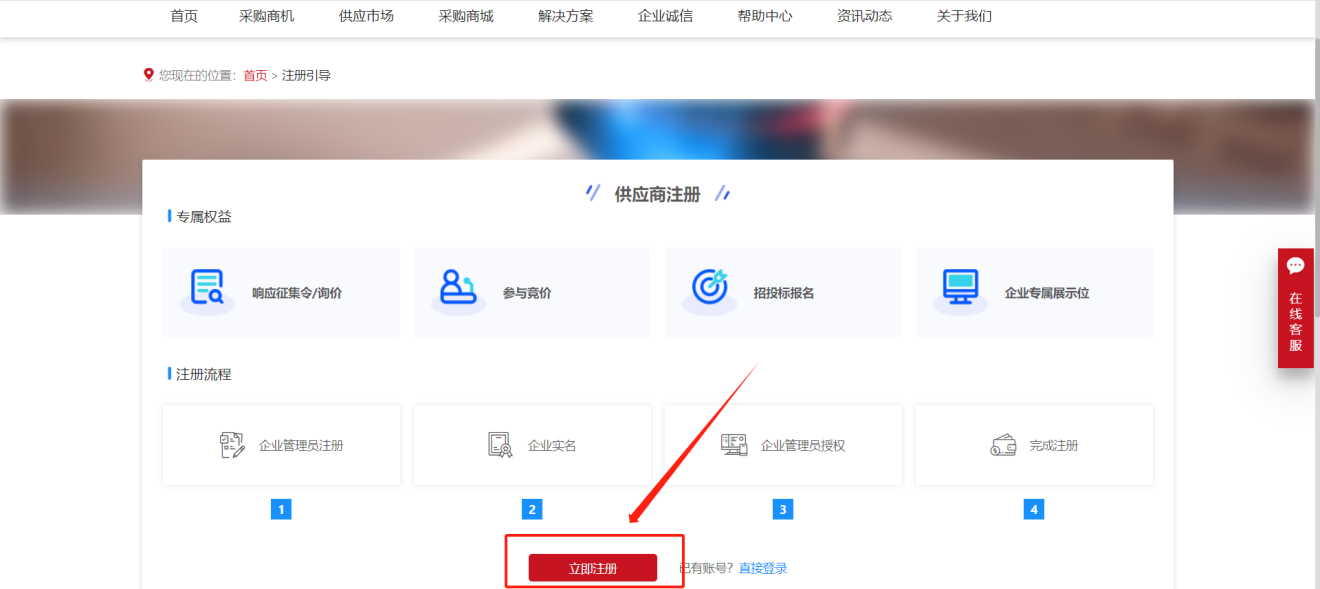 首页 采购商机 供应市场 采购商城 解决方案 企业诚信 帮助中心 资讯动态 关于我们
您现在的位置: 首页 > 注册引导
供应商注册
专属权益
响应征集令/询价 参与竞价 招投标报名 企业专属展示位
在线客服
注册流程
企业管理员注册 企业实名 企业管理员授权 完成注册
1 2 3 4
立即注册 已有账号? 直接登录